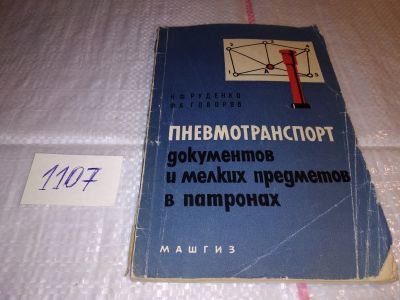 1107
Н.Ф. РУДЕНКО
Ф.А. ГОВОРОВ
ПНЕВМОТРАНСПОРТ
документов
и мелких предметов
в патронах
МАШГИЗ